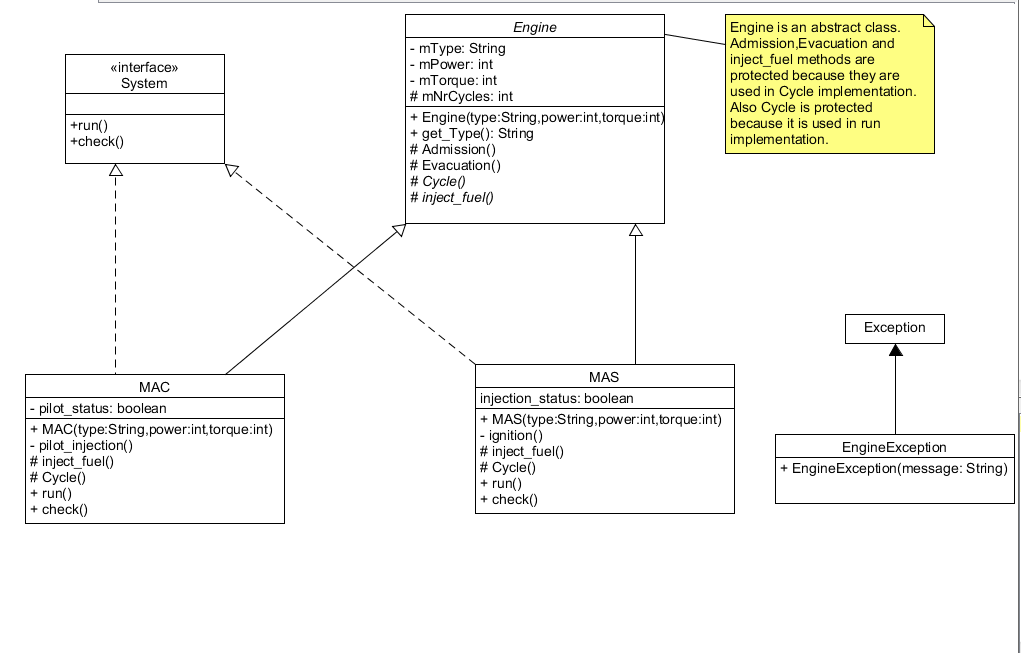 «interface»
System
+run()
+check()
Engine
- mType: String
- mPower: int
- mTorque: int
# mNrCycles: int
+ Engine(type:String,power:int,torque:int)
+ get_Type(): String
# Admission()
# Evacuation()
# Cycle()
# inject_fuel()
Engine is an abstract class.
Admission,Evacuation and
inject_fuel methods are
protected because they are
used in Cycle implementation.
Also Cycle is protected
because it is used in run
implementation.
MAC
- pilot_status: boolean
+ MAC(type:String,power:int,torque:int)
- pilot_injection()
# inject_fuel()
# Cycle()
+ run()
+ check()
MAS
injection_status: boolean
+ MAS(type:String,power:int,torque:int)
- ignition()
# inject_fuel()
# Cycle()
+ run()
+ check()
Exception
EngineException
+ EngineException(message: String)